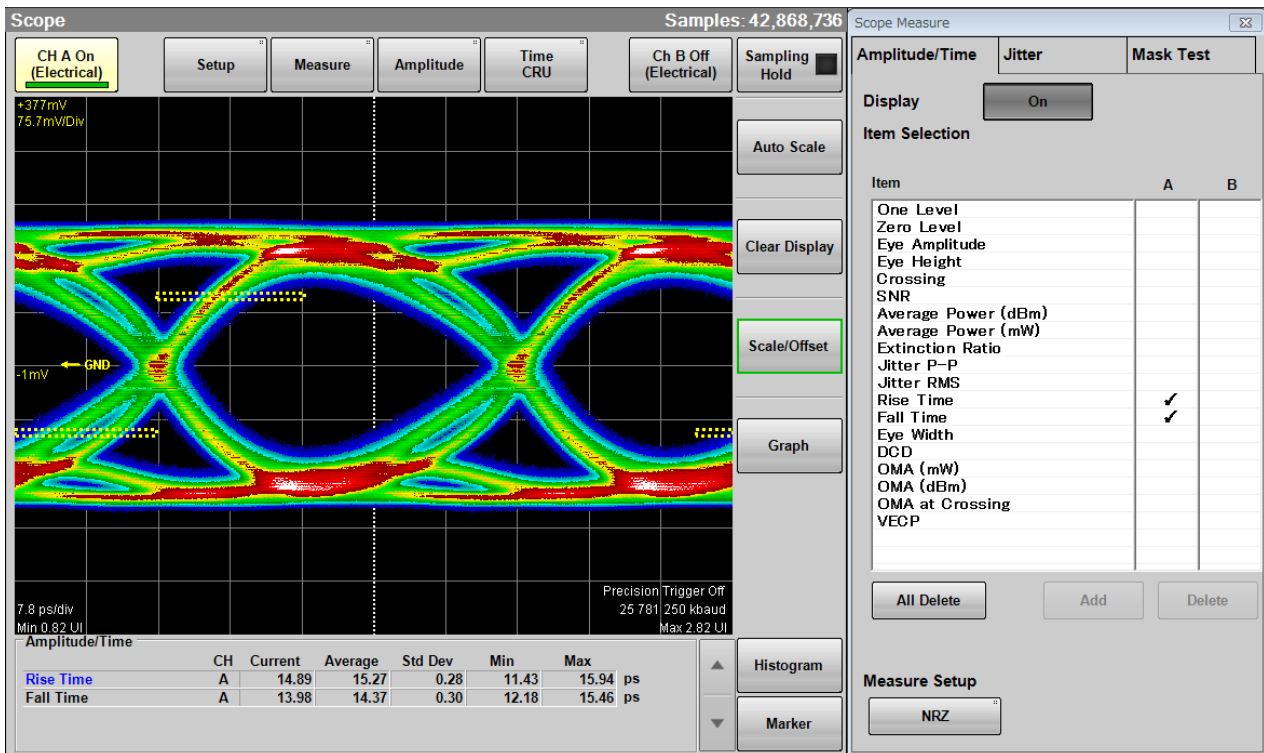 Scope Samples: 42,868,736
CH A On
(Electrical)
Setup
Measure
Amplitude
Time
CRU
Ch B Off
(Electrical)
Sampling
Hold
+377mV
75.7mV/Div
GND
-1mV
7.8 ps/div
Min 0.82 UI
Precision Trigger Off
25 781 250 kbaud
Max 2.82 UI
Auto Scale
Clear Display
Scale/Offset
Graph
Histogram
Marker
Amplitude/Time
CH Current Average Std Dev Min Max
Rise Time A 14.89 15.27 0.28 11.43 15.94 ps
Fall Time A 13.98 14.37 0.30 12.18 15.46 ps
Scope Measure
Amplitude/Time Jitter Mask Test
Display On
Item Selection
Item A B
One Level
Zero Level
Eye Amplitude
Eye Height
Crossing
SNR
Average Power (dBm)
Average Power (mW)
Extinction Ratio
Jitter P-P
Jitter RMS
Rise Time ✓
Fall Time ✓
Eye Width
DCD
OMA (mW)
OMA (dBm)
OMA at Crossing
VECP
All Delete Add Delete
Measure Setup
NRZ